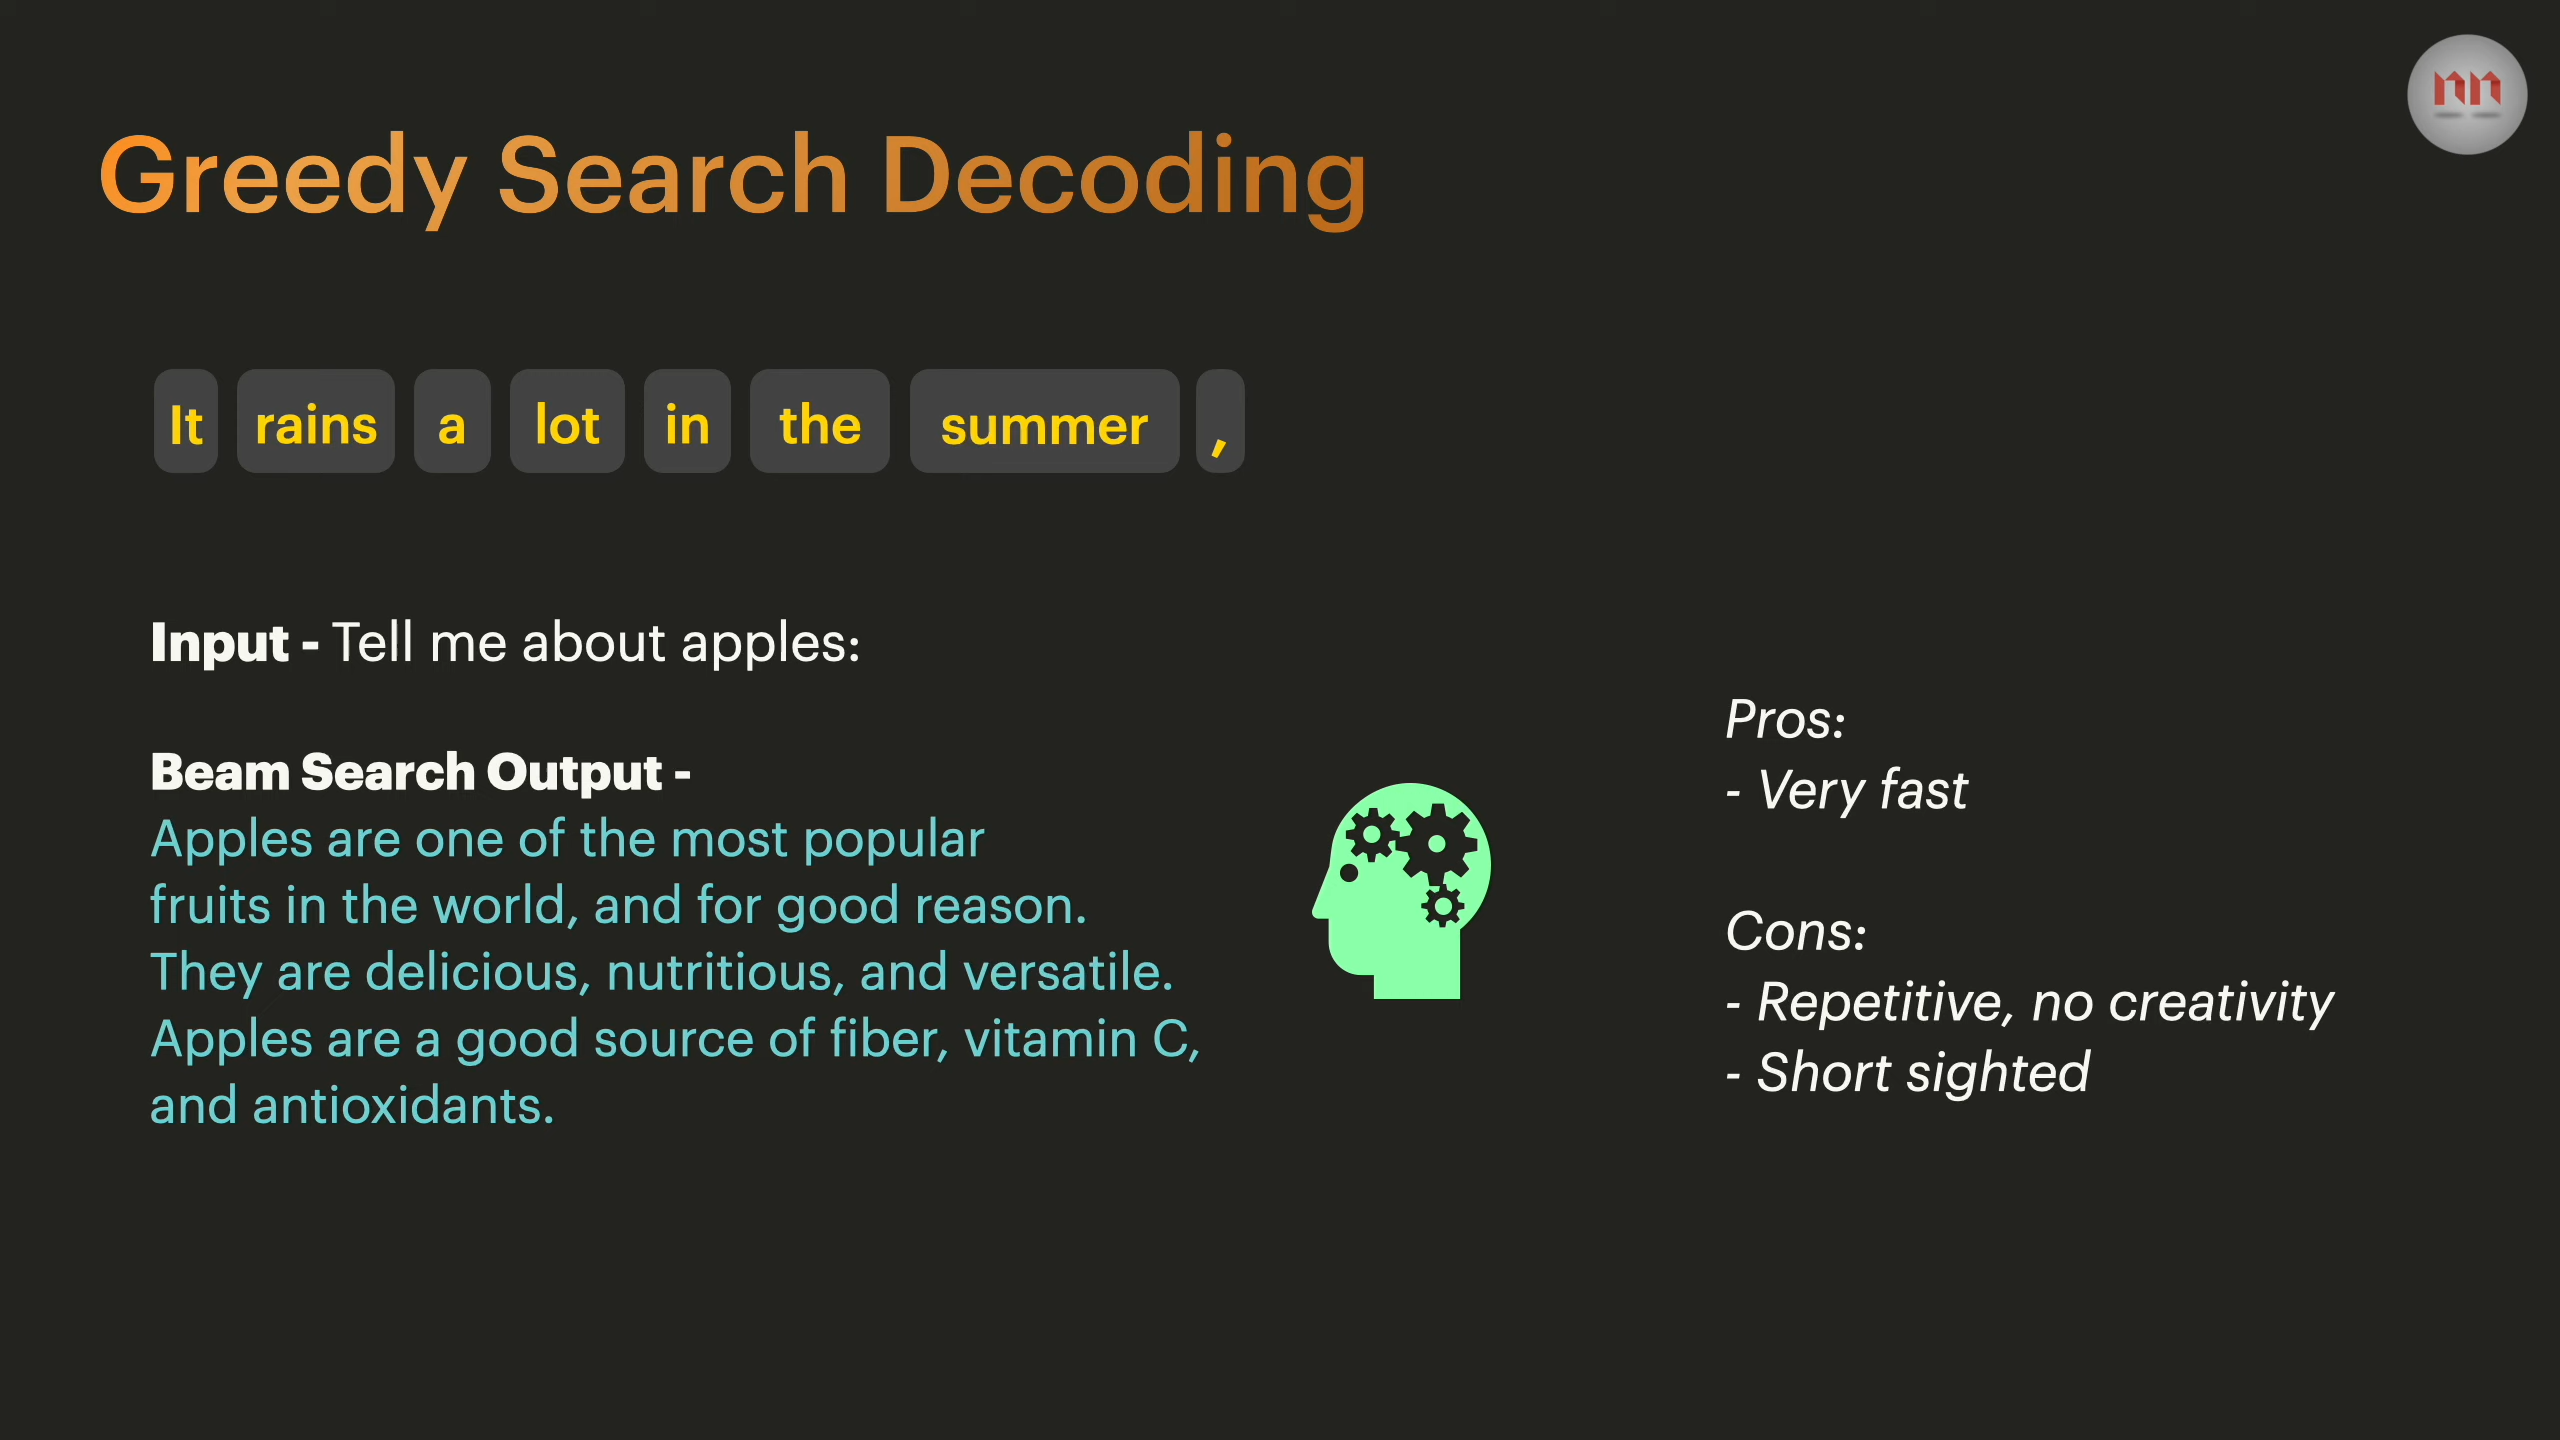 Greedy Search Decoding
It rains a lot in the summer ,
Input - Tell me about apples:
Beam Search Output -
Apples are one of the most popular
fruits in the world, and for good reason.
They are delicious, nutritious, and versatile.
Apples are a good source of fiber, vitamin C,
and antioxidants.
Pros:
- Very fast
Cons:
- Repetitive, no creativity
- Short sighted
nn